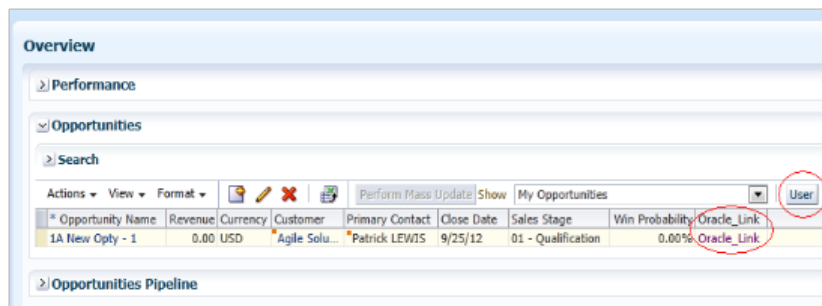 Overview
Performance
Opportunities
Search
Actions View Format Perform Mass Update Show My Opportunities User
* Opportunity Name Revenue Currency Customer Primary Contact Close Date Sales Stage Win Probability Oracle_Link
1A New Opty - 1 0.00 USD Agile Solu... Patrick LEWIS 9/25/12 01 - Qualification 0.00% Oracle_Link
Opportunities Pipeline